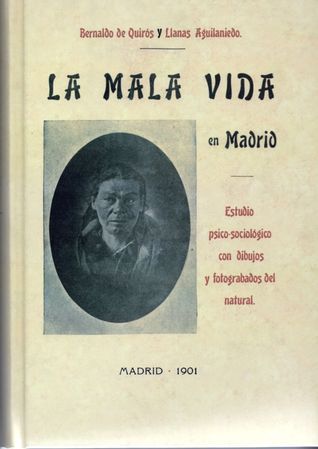 Bernaldo de Quirós y Llanas Aguilaniedo.
LA MALA VIDA
en Madrid
Estudio
psico-sociológico
con dibujos
y fotograbados del
natural.
MADRID · 1901